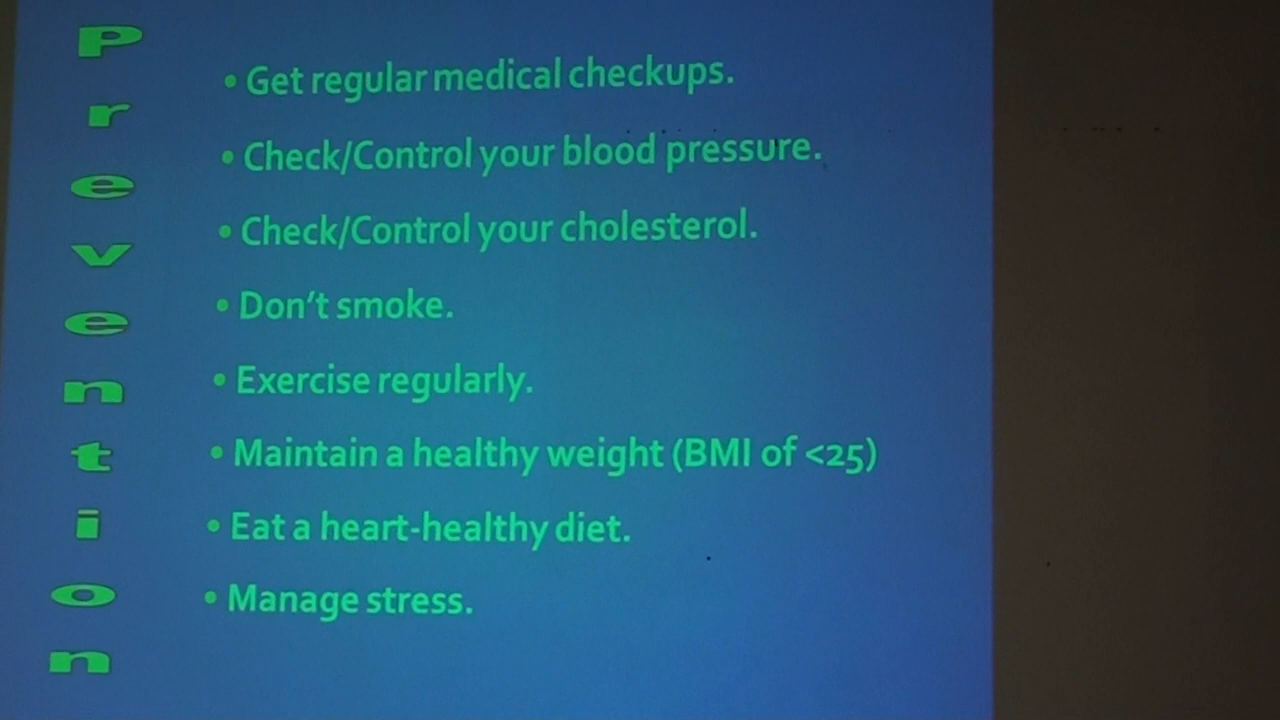 Prevention
• Get regular medical checkups.
• Check/Control your blood pressure.
• Check/Control your cholesterol.
• Don't smoke.
• Exercise regularly.
• Maintain a healthy weight (BMI of <25)
• Eat a heart-healthy diet.
• Manage stress.